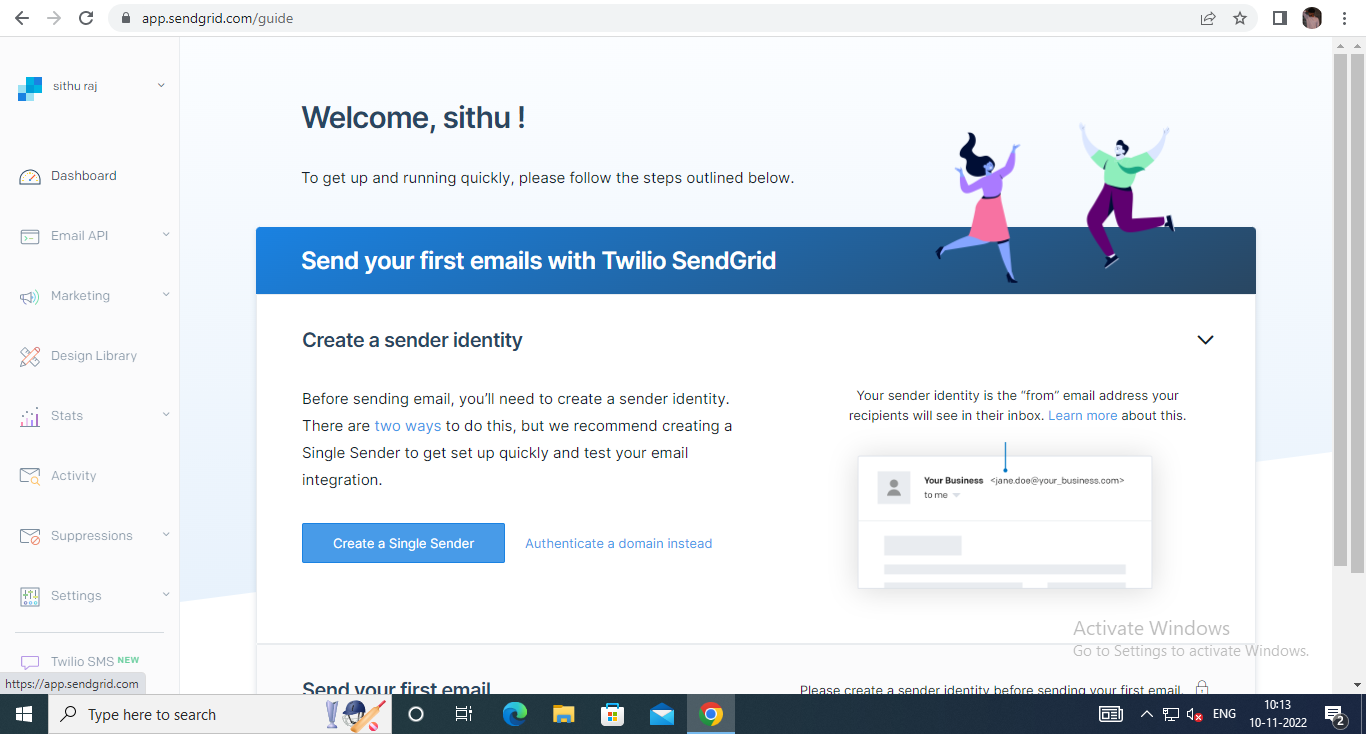 app.sendgrid.com/guide
sithu raj
Dashboard
Email API
Marketing
Design Library
Stats
Activity
Suppressions
Settings
Twilio SMS NEW
https://app.sendgrid.com
Welcome, sithu !
To get up and running quickly, please follow the steps outlined below.
Send your first emails with Twilio SendGrid
Create a sender identity
Before sending email, you’ll need to create a sender identity.
There are two ways to do this, but we recommend creating a
Single Sender to get set up quickly and test your email
integration.
Create a Single Sender
Authenticate a domain instead
Your sender identity is the “from” email address your
recipients will see in their inbox. Learn more about this.
Your Business <jane.doe@your_business.com>
to me
Send your first email
Please create a sender identity before sending your first email.
Activate Windows
Go to Settings to activate Windows.
Type here to search
ENG
10:13
10-11-2022
2